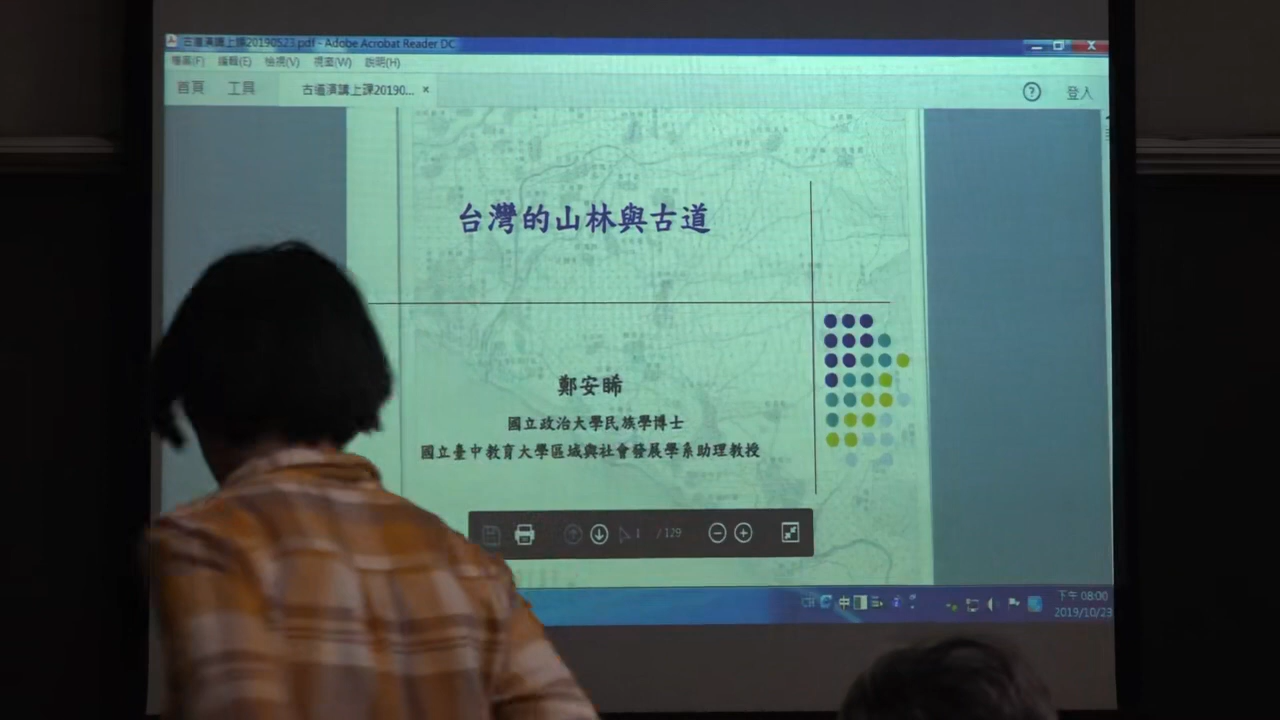 古道演講上課20190523.pdf - Adobe Acrobat Reader DC
檔案(F) 編輯(E) 檢視(V) 視窗(W) 說明(H)
首頁 工具 古道演講上課20190... × ? 登入
台灣的山林與古道
鄭安睎
國立政治大學民族學博士
國立臺中教育大學區域與社會發展學系助理教授
1 / 129
CH 中 下午 08:00
2019/10/23